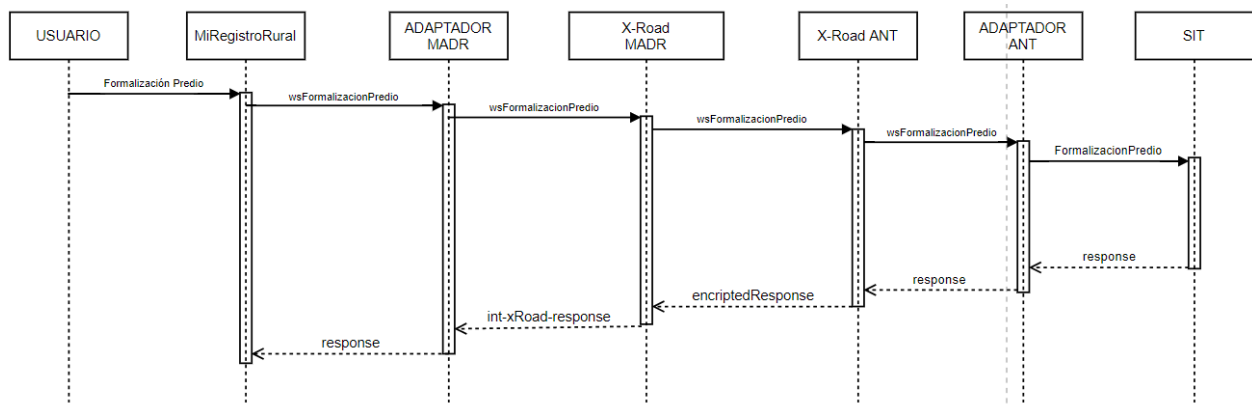 USUARIO
MiRegistroRural
ADAPTADOR
MADR
X-Road
MADR
X-Road ANT
ADAPTADOR
ANT
SIT
Formalización Predio
wsFormalizacionPredio
wsFormalizacionPredio
wsFormalizacionPredio
wsFormalizacionPredio
FormalizacionPredio
response
response
encriptedResponse
int-xRoad-response
response